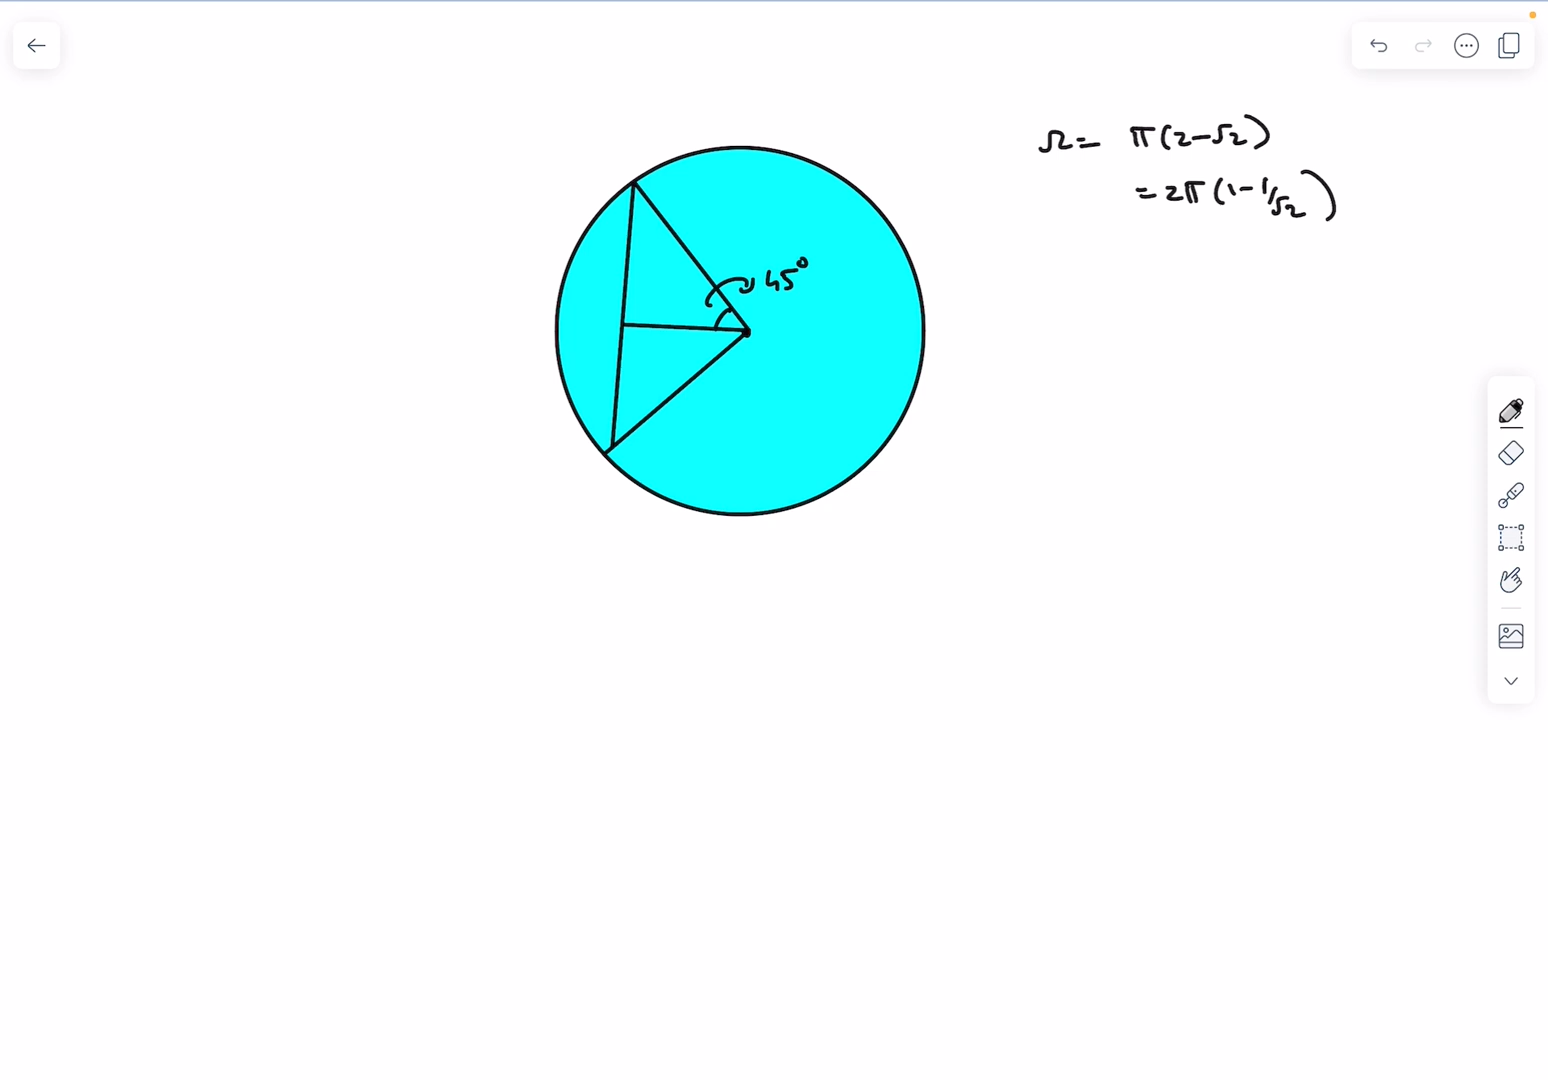 Ω = π(2-√2)
= 2π(1-1/√2)
45°